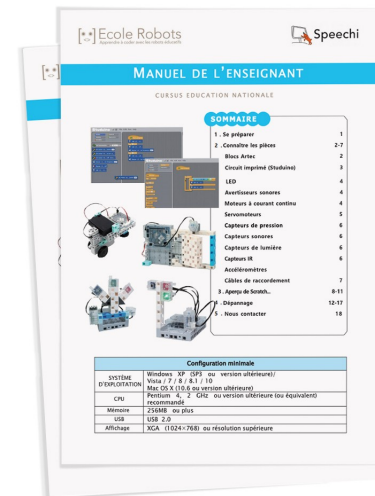 Ecole Robots
Apprendre à coder avec les robots éducatifs
Speechi
MANUEL DE L'ENSEIGNANT
CURSUS EDUCATION NATIONALE
SOMMAIRE
1 . Se préparer 1
2 .Connaître les pièces 2-7
Blocs Artec 2
Circuit imprimé (Studuino) 3
LED 4
Avertisseurs sonores 4
Moteurs à courant continu 4
Servomoteurs 5
Capteurs de pression 6
Capteurs sonores 6
Capteurs de lumière 6
Capteurs IR 6
Accéléromètres
Câbles de raccordement 7
3 . Aperçu de Scratch... 8-11
4 . Dépannage 12-17
5 . Nous contacter 18
Configuration minimale
SYSTÈME D'EXPLOITATION
Windows XP (SP3 ou version ultérieure)/
Vista / 7 / 8 / 8.1 / 10
Mac OS X (10.6 ou version ultérieure)
CPU Pentium 4, 2 GHz ou version ultérieure (ou équivalent)
recommandé
Mémoire 256MB ou plus
USB USB 2.0
Affichage XGA (1024×768) ou résolution supérieure